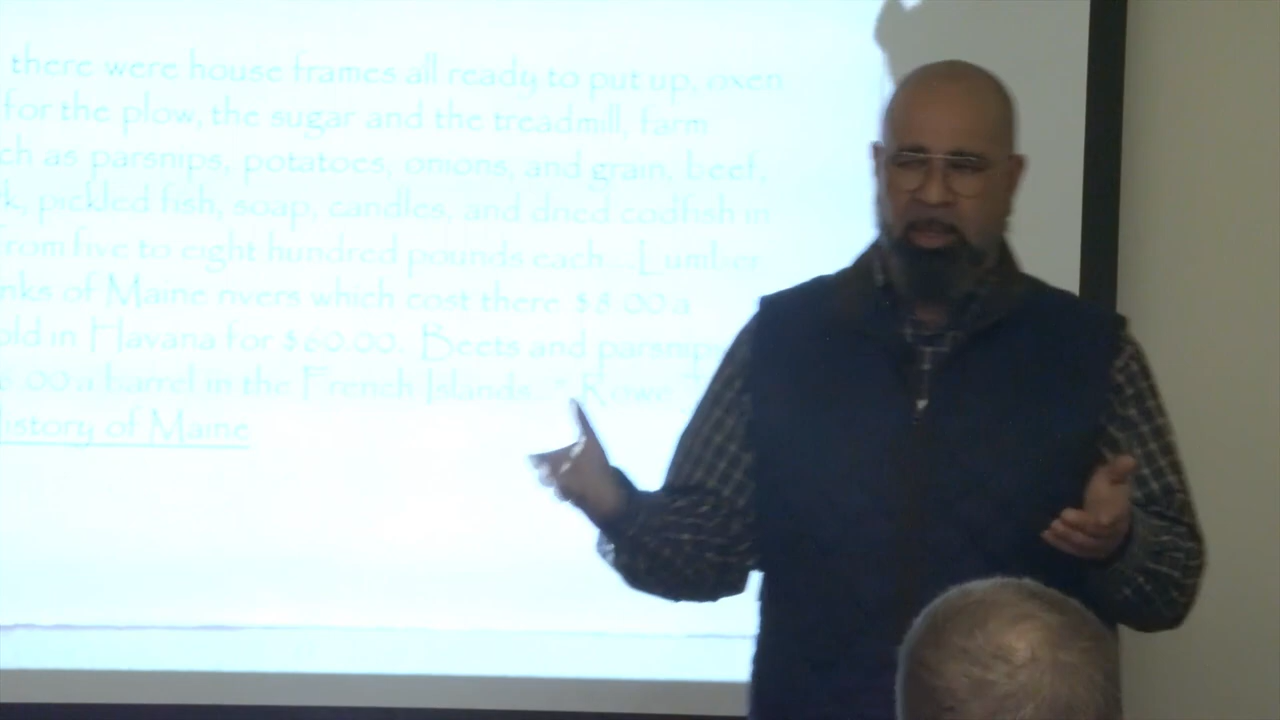 there were house frames all ready to put up, oxen
for the plow, the sugar and the treadmill, farm
ch as parsnips, potatoes, onions, and grain, beef,
k, pickled fish, soap, candles, and dried codfish in
from five to eight hundred pounds each...Lumber
nks of Maine rivers which cost there $8.00 a
old in Havana for $60.00. Beets and parsnips
.00 a barrel in the French Islands..." Rowe
istory of Maine